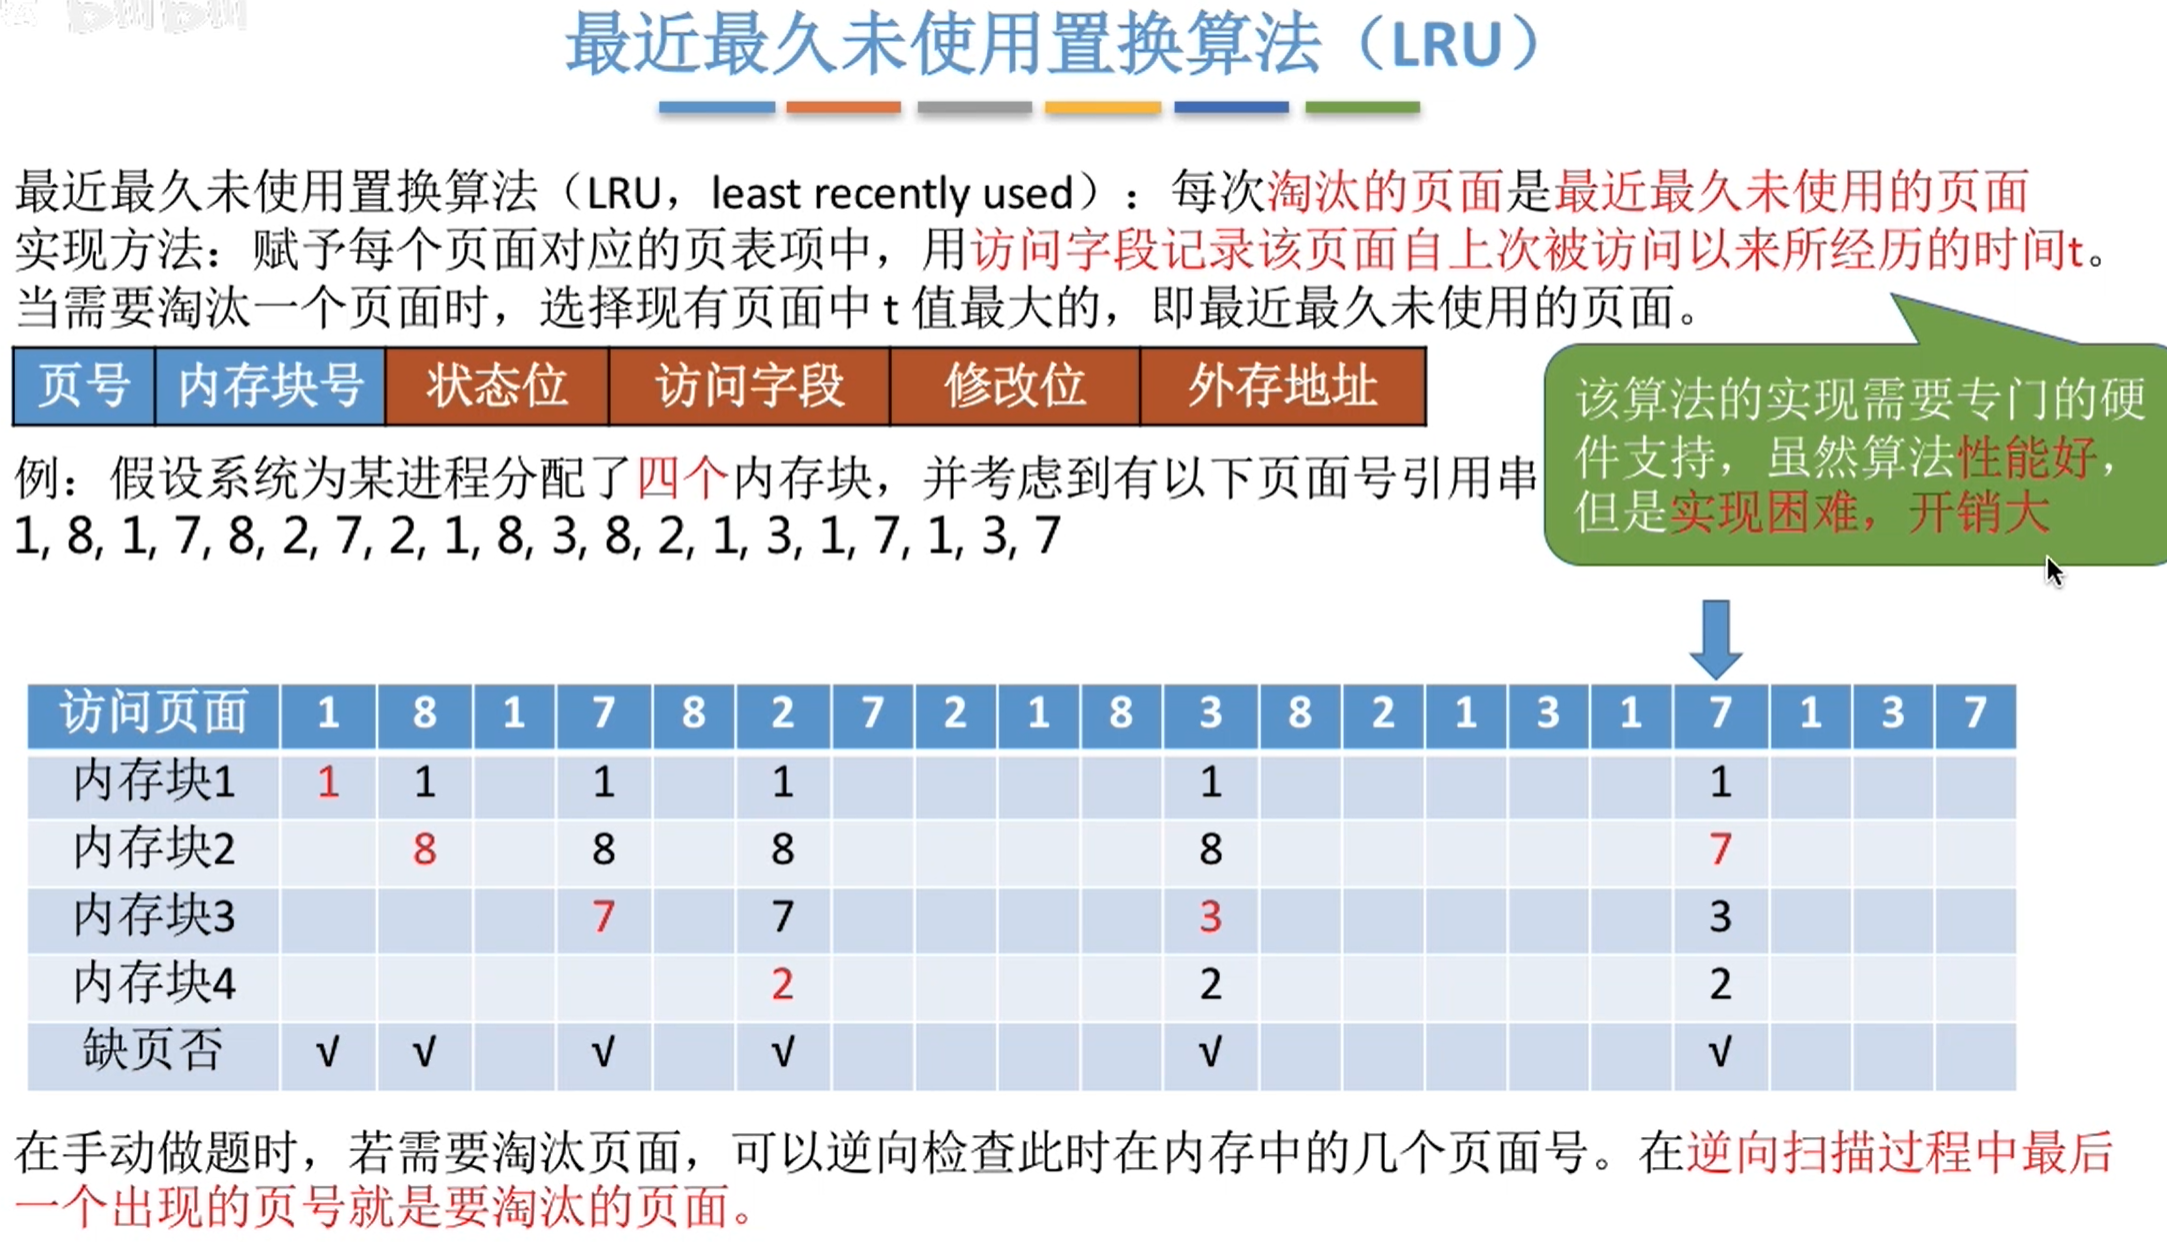 最近最久未使用置换算法（LRU）
最近最久未使用置换算法（LRU，least recently used）：每次淘汰的页面是最近最久未使用的页面
实现方法：赋予每个页面对应的页表项中，用访问字段记录该页面自上次被访问以来所经历的时间t。
当需要淘汰一个页面时，选择现有页面中 t 值最大的，即最近最久未使用的页面。
页号 内存块号 状态位 访问字段 修改位 外存地址
该算法的实现需要专门的硬
件支持，虽然算法性能好，
但是实现困难，开销大
例：假设系统为某进程分配了四个内存块，并考虑到有以下页面号引用串
1, 8, 1, 7, 8, 2, 7, 2, 1, 8, 3, 8, 2, 1, 3, 1, 7, 1, 3, 7
访问页面 1 8 1 7 8 2 7 2 1 8 3 8 2 1 3 1 7 1 3 7
内存块1 1 1 1 1 1 1
内存块2 8 8 8 8 7
内存块3 7 7 3 3
内存块4 2 2 2
缺页否 √ √ √ √ √ √
在手动做题时，若需要淘汰页面，可以逆向检查此时在内存中的几个页面号。在逆向扫描过程中最后
一个出现的页号就是要淘汰的页面。